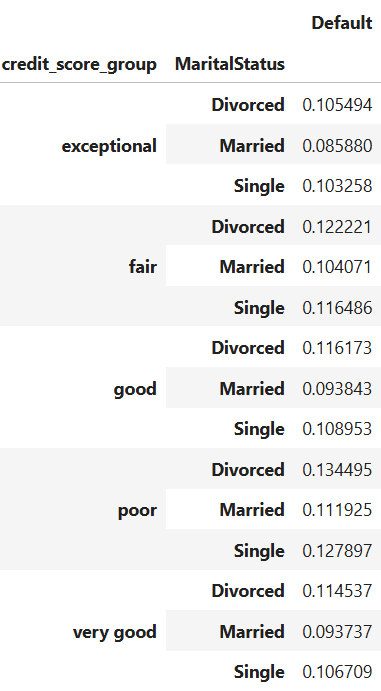 Default
credit_score_group MaritalStatus
Divorced 0.105494
exceptional Married 0.085880
Single 0.103258
Divorced 0.122221
fair Married 0.104071
Single 0.116486
Divorced 0.116173
good Married 0.093843
Single 0.108953
Divorced 0.134495
poor Married 0.111925
Single 0.127897
Divorced 0.114537
very good Married 0.093737
Single 0.106709